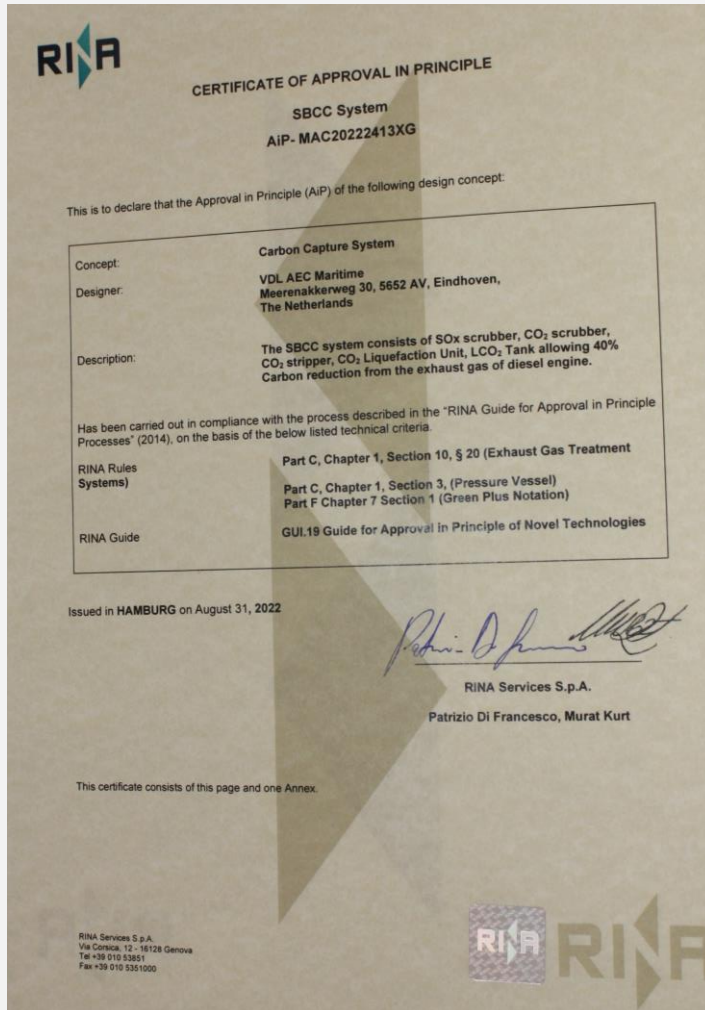 RINA
CERTIFICATE OF APPROVAL IN PRINCIPLE
SBCC System
AiP- MAC20222413XG
This is to declare that the Approval in Principle (AiP) of the following design concept:
Concept: Carbon Capture System
Designer: VDL AEC Maritime
Meerenakkerweg 30, 5652 AV, Eindhoven,
The Netherlands
Description: The SBCC system consists of SOx scrubber, CO₂ scrubber,
CO₂ stripper, CO₂ Liquefaction Unit, LCO₂ Tank allowing 40%
Carbon reduction from the exhaust gas of diesel engine.
Has been carried out in compliance with the process described in the "RINA Guide for Approval in Principle
Processes" (2014), on the basis of the below listed technical criteria.
RINA Rules Part C, Chapter 1, Section 10, § 20 (Exhaust Gas Treatment
Systems)
Part C, Chapter 1, Section 3, (Pressure Vessel)
Part F Chapter 7 Section 1 (Green Plus Notation)
RINA Guide GUI.19 Guide for Approval in Principle of Novel Technologies
Issued in HAMBURG on August 31, 2022
RINA Services S.p.A.
Patrizio Di Francesco, Murat Kurt
This certificate consists of this page and one Annex.
RINA Services S.p.A.
Via Corsica, 12 - 16128 Genova
Tel +39 010 53851
Fax +39 010 5351000
RINA
RINA